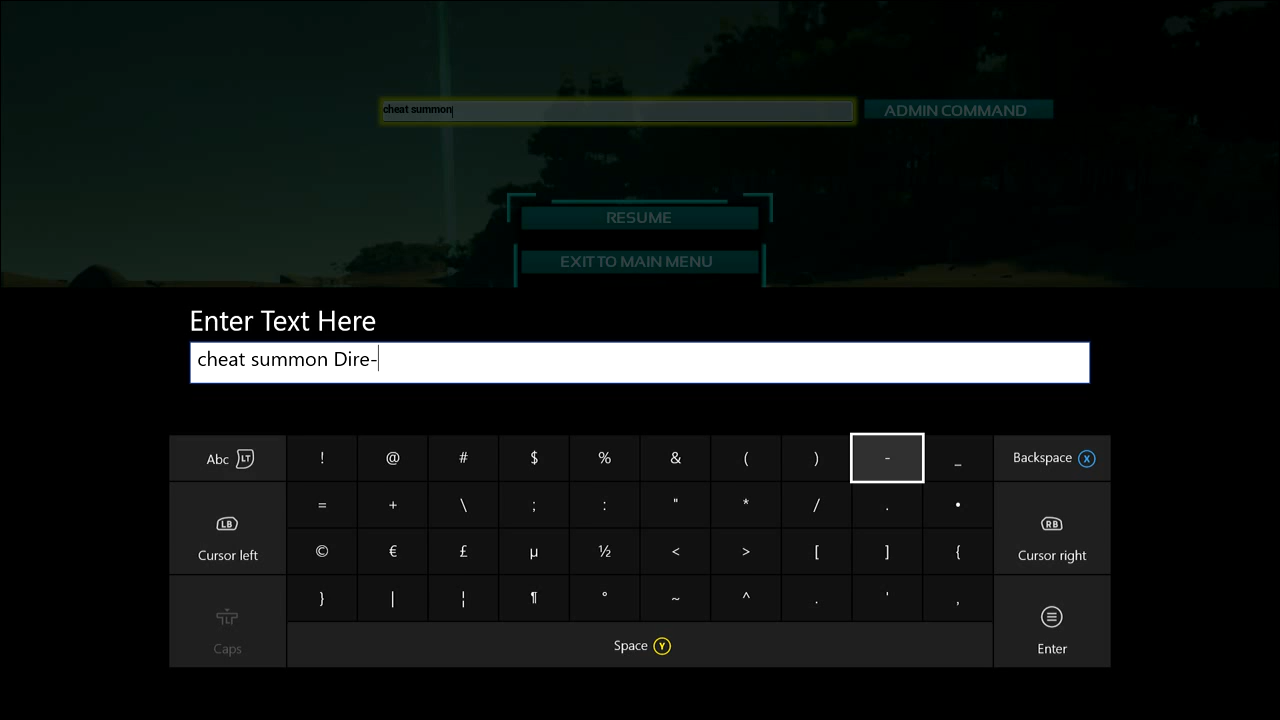 cheat summon
ADMIN COMMAND
RESUME
EXIT TO MAIN MENU
Enter Text Here
cheat summon Dire-
Abc LT ! @ # $ % & ( ) - _ Backspace X
= + \ ; : " * / . •
LB Cursor left
© € £ µ ½ < > [ ] {
RB Cursor right
} | ¦ ¶ ° ~ ^ . ' ,
Caps
Space Y
Enter